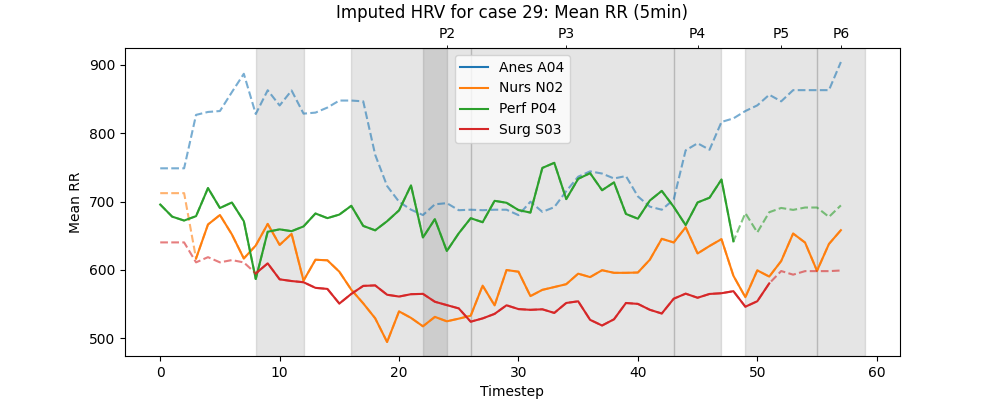 Imputed HRV for case 29: Mean RR (5min)
P2 P3 P4 P5 P6
Anes A04
Nurs N02
Perf P04
Surg S03
900
800
700
600
500
Mean RR
0 10 20 30 40 50 60
Timestep